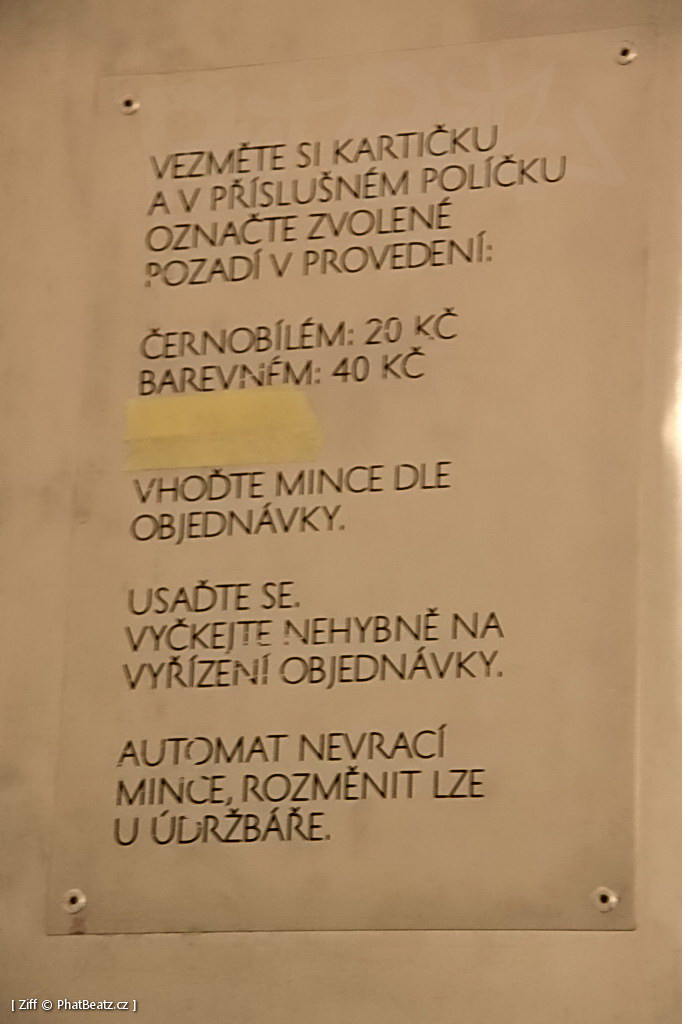 VEZMĚTE SI KARTIČKU
A V PŘÍSLUŠNÉM POLÍČKU
OZNAČTE ZVOLENÉ
POZADÍ V PROVEDENÍ:
ČERNOBÍLÉM: 20 KČ
BAREVNÉM: 40 KČ
VHOĎTE MINCE DLE
OBJEDNÁVKY.
USAĎTE SE.
VYČKEJTE NEHYBNĚ NA
VYŘÍZENÍ OBJEDNÁVKY.
AUTOMAT NEVRACÍ
MINCE, ROZMĚNIT LZE
U ÚDRŽBÁŘE.
[ Ziff © PhatBeatz.cz ]